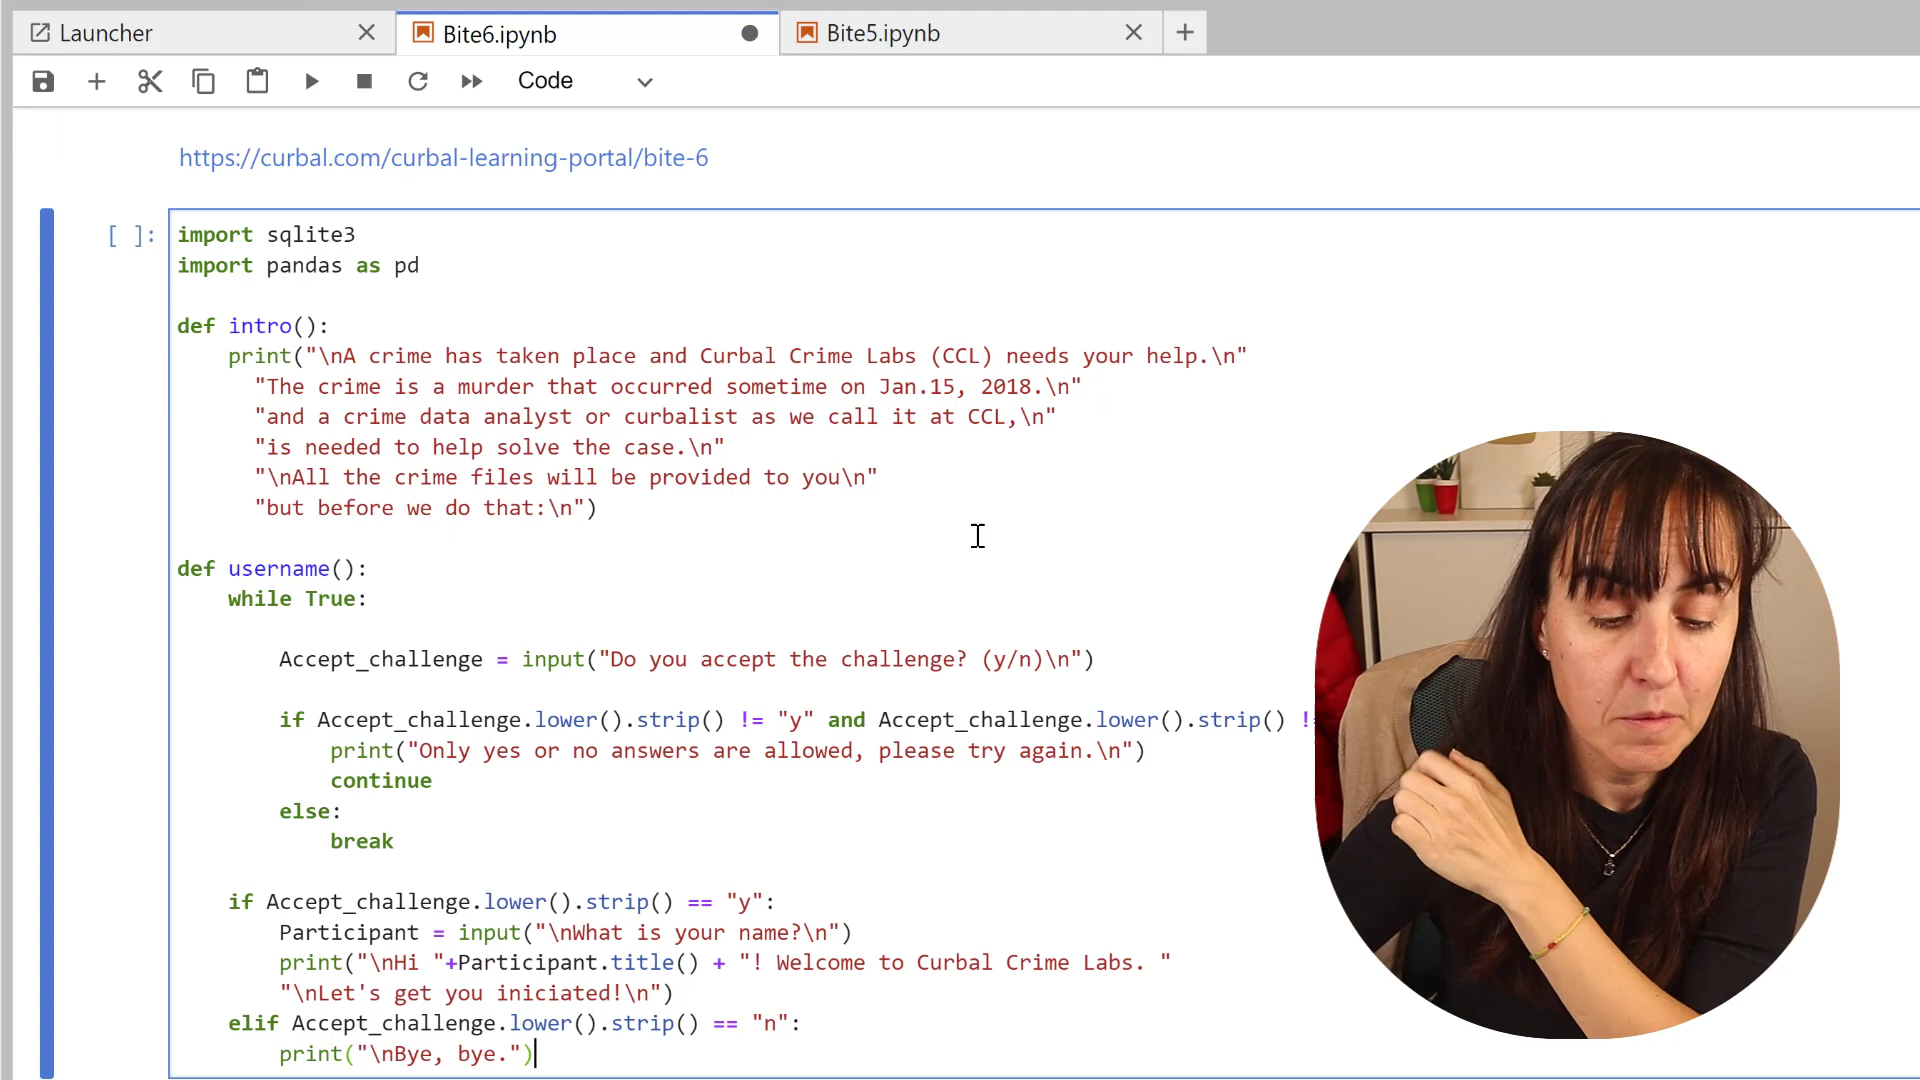 Launcher
Bite6.ipynb
Bite5.ipynb
Code
https://curbal.com/curbal-learning-portal/bite-6
[ ]:
import sqlite3
import pandas as pd
def intro():
print("\nA crime has taken place and Curbal Crime Labs (CCL) needs your help.\n"
"The crime is a murder that occurred sometime on Jan.15, 2018.\n"
"and a crime data analyst or curbalist as we call it at CCL,\n"
"is needed to help solve the case.\n"
"\nAll the crime files will be provided to you\n"
"but before we do that:\n")
def username():
while True:
Accept_challenge = input("Do you accept the challenge? (y/n)\n")
if Accept_challenge.lower().strip() != "y" and Accept_challenge.lower().strip() !
print("Only yes or no answers are allowed, please try again.\n")
continue
else:
break
if Accept_challenge.lower().strip() == "y":
Participant = input("\nWhat is your name?\n")
print("\nHi "+Participant.title() + "! Welcome to Curbal Crime Labs. "
"\nLet's get you iniciated!\n")
elif Accept_challenge.lower().strip() == "n":
print("\nBye, bye.")